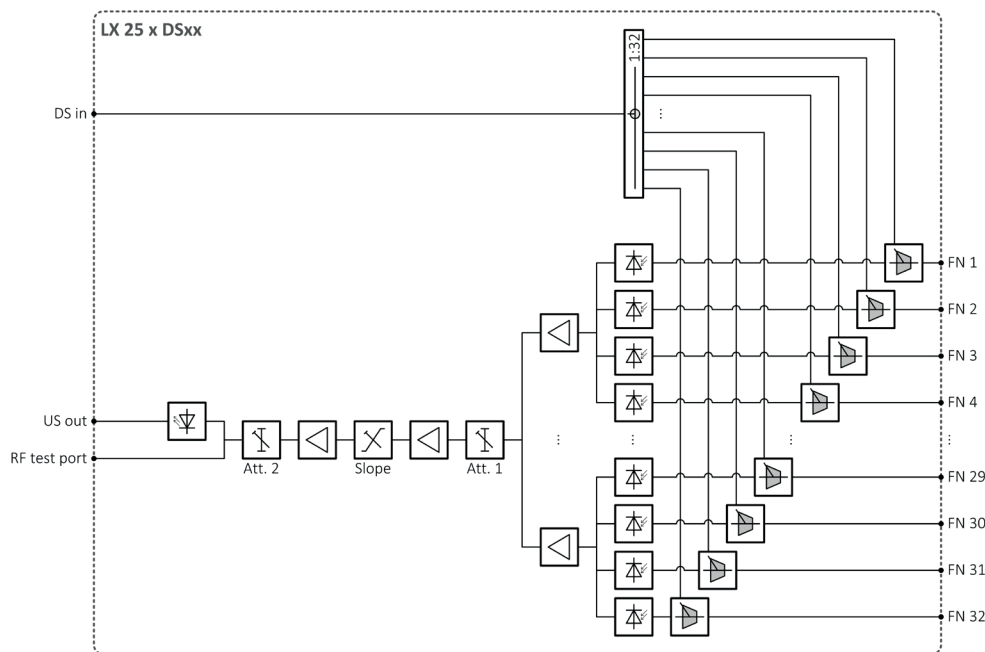 LX 25 x DSxx
1:32
DS in
⋮
FN 1
FN 2
FN 3
FN 4
US out
RF test port
Att. 2
Slope
Att. 1
⋮
⋮
⋮
⋮
FN 29
FN 30
FN 31
FN 32